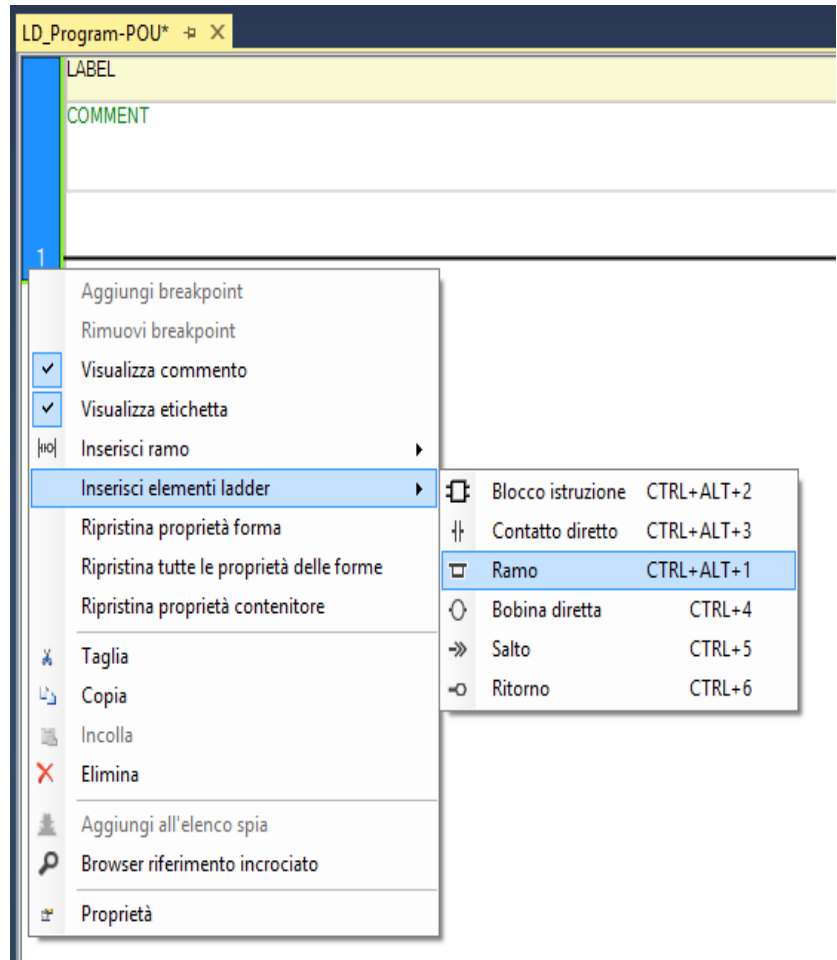 LD_Program-POU*
LABEL
COMMENT
1
Aggiungi breakpoint
Rimuovi breakpoint
Visualizza commento
Visualizza etichetta
Inserisci ramo
Inserisci elementi ladder
Ripristina proprietà forma
Ripristina tutte le proprietà delle forme
Ripristina proprietà contenitore
Taglia
Copia
Incolla
Elimina
Aggiungi all'elenco spia
Browser riferimento incrociato
Proprietà
Blocco istruzione CTRL+ALT+2
Contatto diretto CTRL+ALT+3
Ramo CTRL+ALT+1
Bobina diretta CTRL+4
Salto CTRL+5
Ritorno CTRL+6